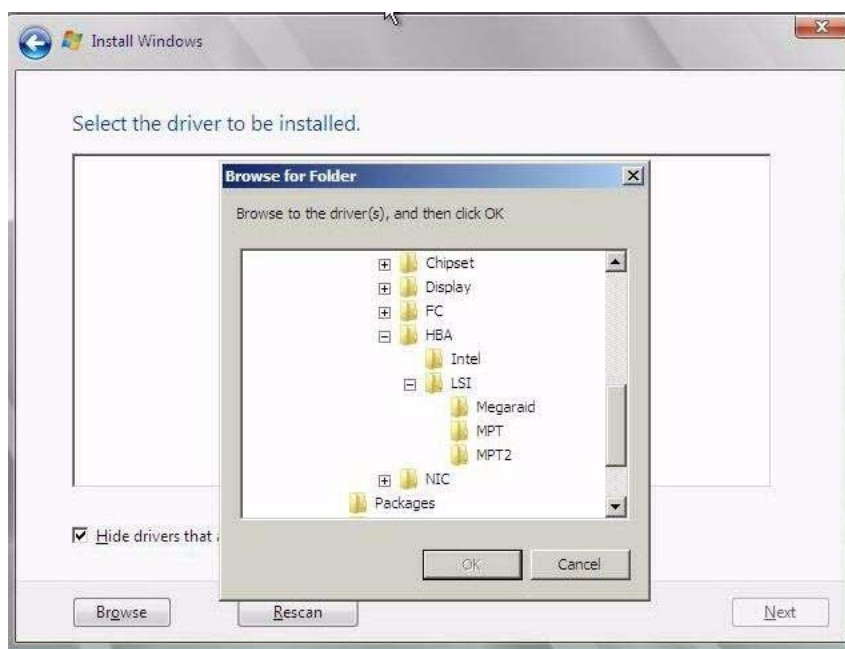 Install Windows
Select the driver to be installed.
Browse for Folder
Browse to the driver(s), and then click OK
Chipset
Display
FC
HBA
Intel
LSI
Megaraid
MPT
MPT2
NIC
Packages
Hide drivers that
OK Cancel
Browse Rescan Next